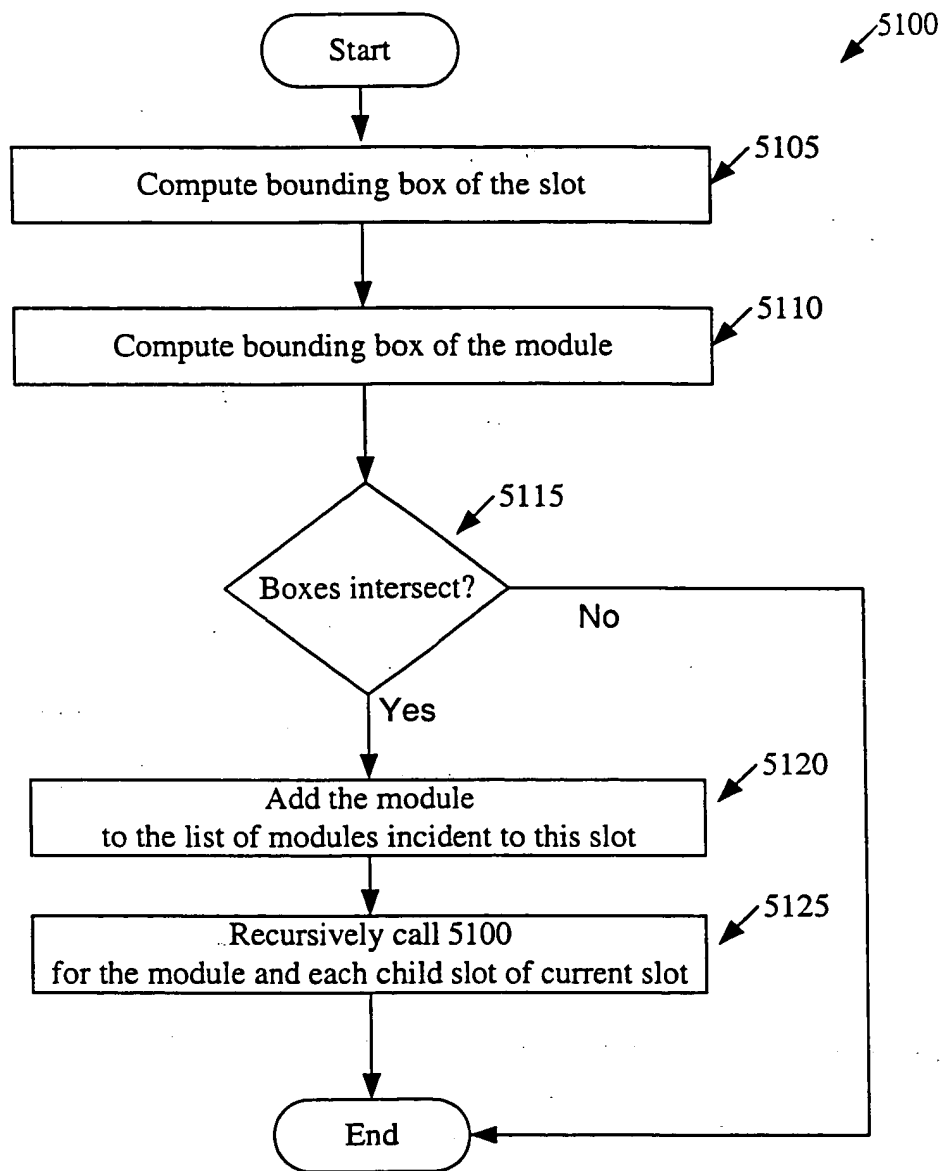 5100
Start
5105
Compute bounding box of the slot
5110
Compute bounding box of the module
5115
Boxes intersect?
No
Yes
5120
Add the module
to the list of modules incident to this slot
5125
Recursively call 5100
for the module and each child slot of current slot
End